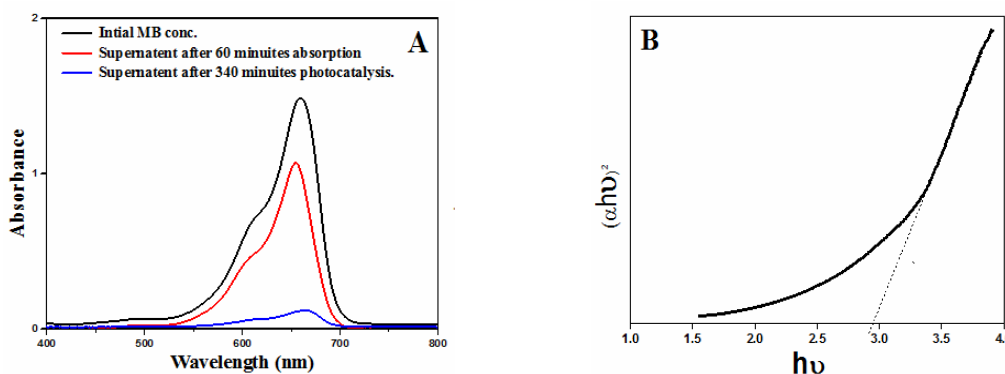 A
Intial MB conc.
Supernatent after 60 minuites absorption
Supernatent after 340 minuites photocatalysis.
2
1
0
Absorbance
400 500 600 700 800
Wavelength (nm)
B
(αhυ)²
1.0 1.5 2.0 2.5 3.0 3.5 4.
hυ